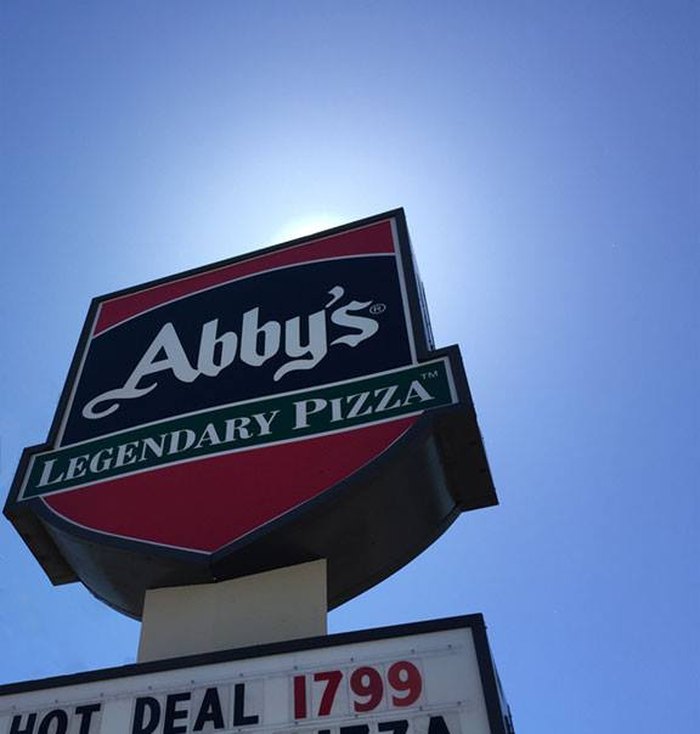 Abby's®
LEGENDARY PIZZA™
HOT DEAL 1799